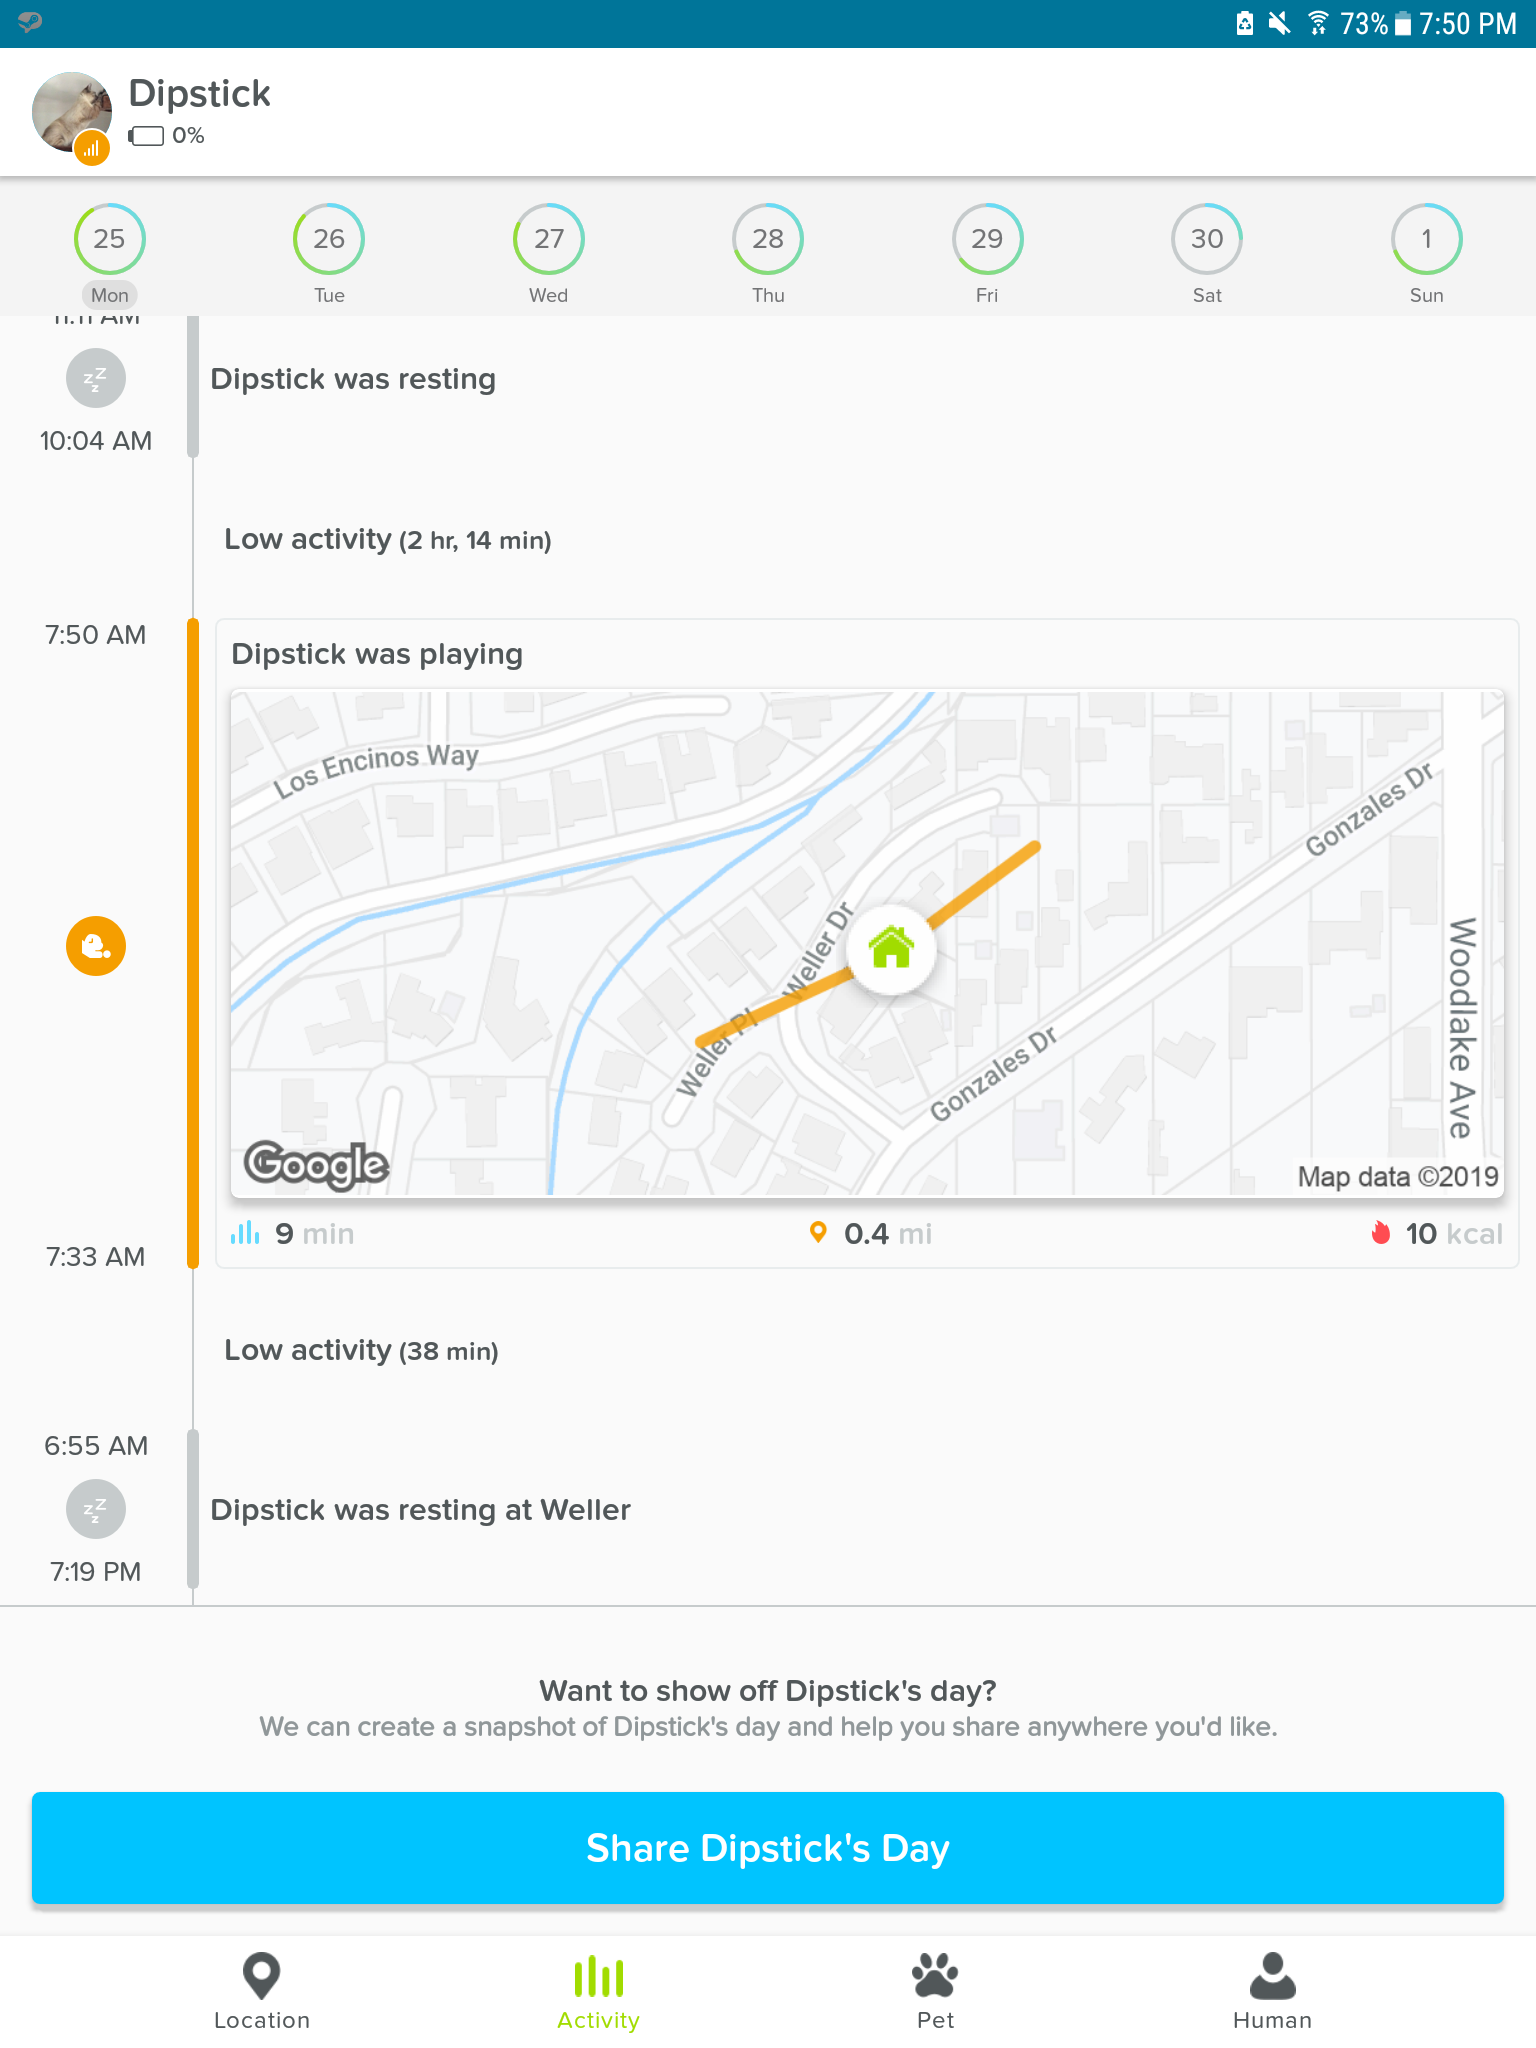 73% 7:50 PM
Dipstick
0%
25 26 27 28 29 30 1
Mon Tue Wed Thu Fri Sat Sun
11:11 AM
zzz
Dipstick was resting
10:04 AM
Low activity (2 hr, 14 min)
7:50 AM
Dipstick was playing
Los Encinos Way
Gonzales Dr
Weller Dr
Woodlake Ave
Weller Pl
Gonzales Dr
Google
Map data ©2019
9 min 0.4 mi 10 kcal
7:33 AM
Low activity (38 min)
6:55 AM
zzz
Dipstick was resting at Weller
7:19 PM
Want to show off Dipstick's day?
We can create a snapshot of Dipstick's day and help you share anywhere you'd like.
Share Dipstick's Day
Location Activity Pet Human